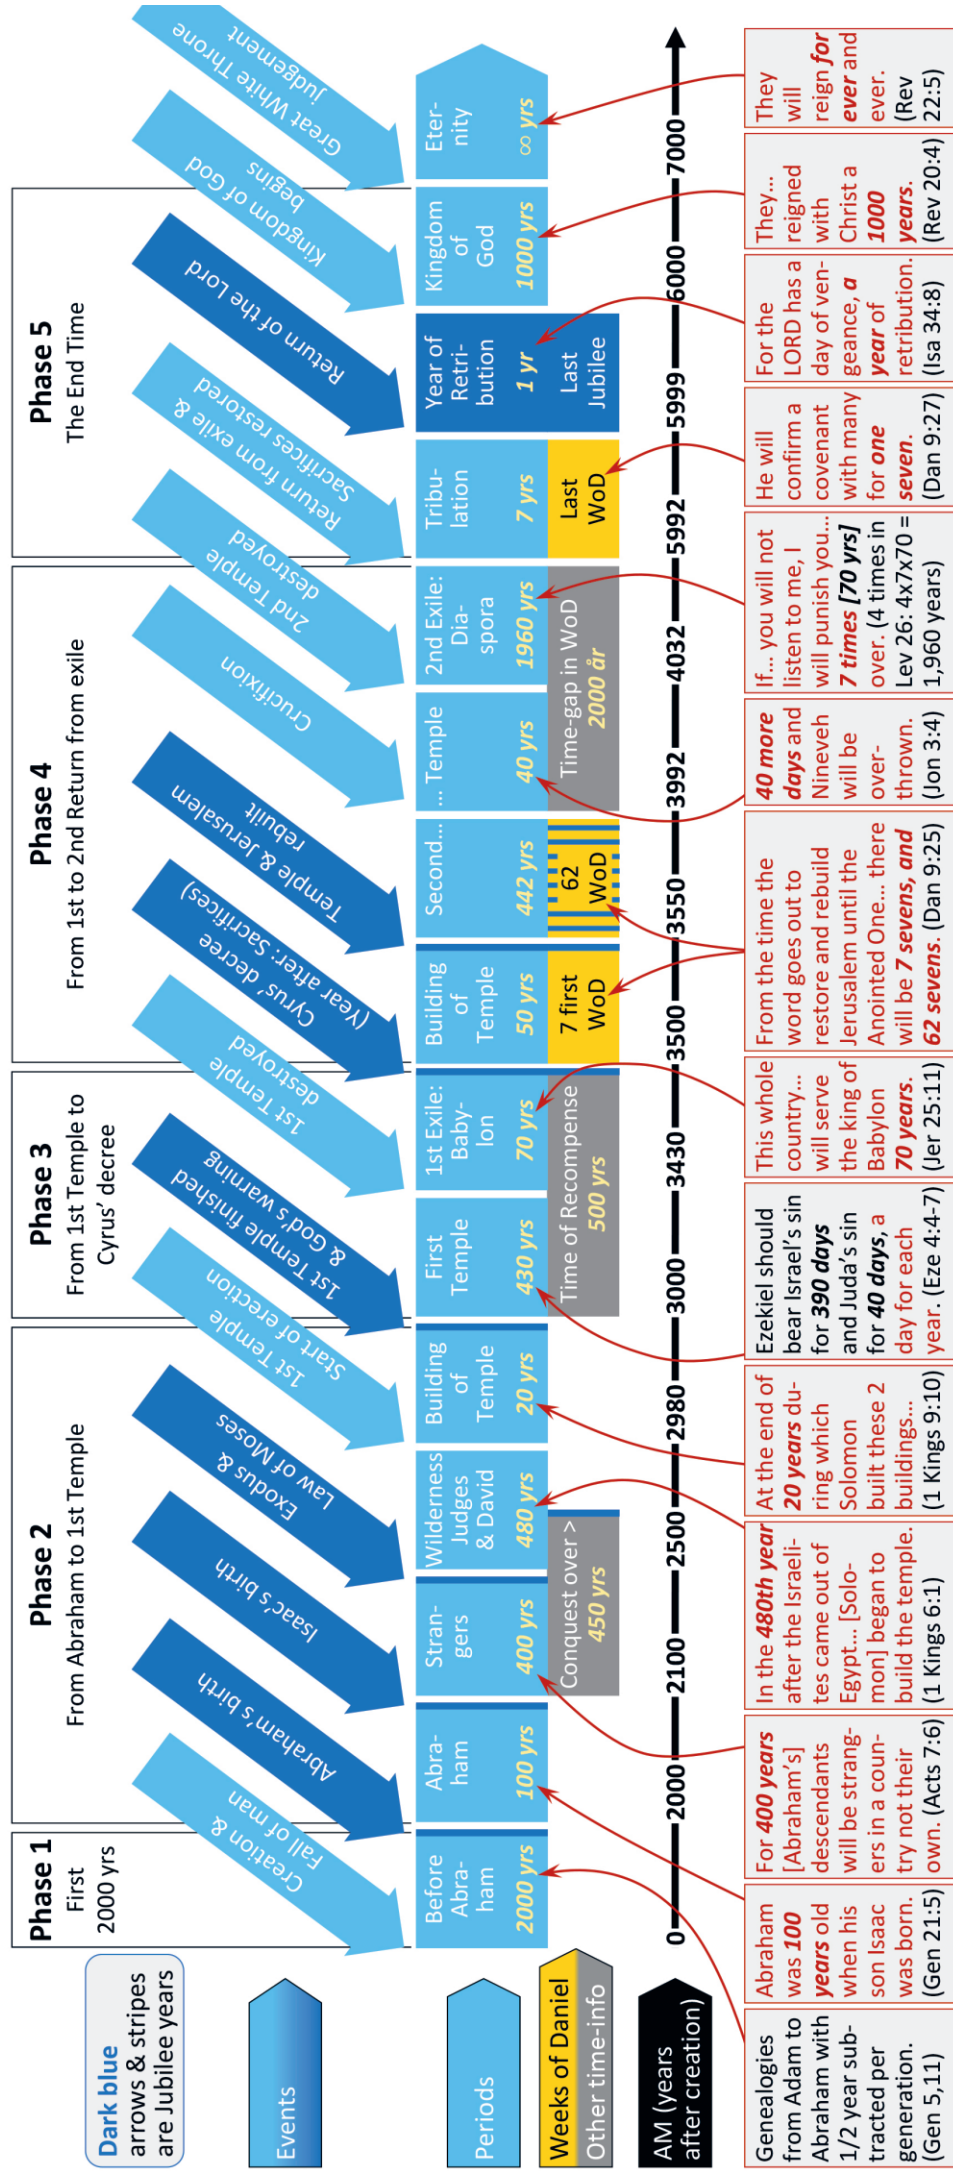 Dark blue
arrows & stripes
are Jubilee years
Phase 1
First
2000 yrs
Phase 2
From Abraham to 1st Temple
Phase 3
From 1st Temple to
Cyrus' decree
Phase 4
From 1st to 2nd Return from exile
Phase 5
The End Time
Events
Creation &
Fall of man
Abraham's birth
Isaac's birth
Exodus &
Law of Moses
1st Temple
Start of erection
1st Temple finished
& God's warning
1st Temple
destroyed
Cyrus' decree
(Year after: Sacrifices)
Temple & Jerusalem
rebuilt
Crucifixion
2nd Temple
destroyed
Return from exile &
Sacrifices restored
Return of the Lord
Kingdom of God
begins
Great White Throne
judgement
Periods
Before
Abra-
ham
2000 yrs
Abra-
ham
100 yrs
Stran-
gers
400 yrs
Wilderness
Judges
& David
480 yrs
Building
of
Temple
20 yrs
First
Temple
430 yrs
1st Exile:
Baby-
lon
70 yrs
Building
of
Temple
50 yrs
Second...
442 yrs
... Temple
40 yrs
2nd Exile:
Dia-
spora
1960 yrs
Tribu-
lation
7 yrs
Year of
Retri-
bution
1 yr
Last
Jubilee
Kingdom
of
God
1000 yrs
Eter-
nity
∞ yrs
Weeks of Daniel
Other time-info
Conquest over >
450 yrs
Time of Recompense
500 yrs
7 first
WoD
62
WoD
Time-gap in WoD
2000 år
Last
WoD
AM (years
after creation)
0
2000
2100
2500
2980
3000
3430
3500
3550
3992
4032
5992
5999
6000
7000
Genealogies
from Adam to
Abraham with
1/2 year sub-
tracted per
generation.
(Gen 5,11)
Abraham
was 100
years old
when his
son Isaac
was born.
(Gen 21:5)
For 400 years
[Abraham's]
descendants
will be strang-
ers in a coun-
try not their
own. (Acts 7:6)
In the 480th year
after the Israeli-
tes came out of
Egypt... [Solo-
mon] began to
build the temple.
(1 Kings 6:1)
At the end of
20 years du-
ring which
Solomon
built these 2
buildings...
(1 Kings 9:10)
Ezekiel should
bear Israel's sin
for 390 days
and Juda's sin
for 40 days, a
day for each
year. (Eze 4:4-7)
This whole
country...
will serve
the king of
Babylon
70 years.
(Jer 25:11)
From the time the
word goes out to
restore and rebuild
Jerusalem until the
Anointed One... there
will be 7 sevens, and
62 sevens. (Dan 9:25)
40 more
days and
Nineveh
will be
over-
thrown.
(Jon 3:4)
If... you will not
listen to me, I
will punish you...
7 times [70 yrs]
over. (4 times in
Lev 26: 4x7x70 =
1,960 years)
He will
confirm a
covenant
with many
for one
seven.
(Dan 9:27)
For the
LORD has a
day of ven-
geance, a
year of
retribution.
(Isa 34:8)
They...
reigned
with
Christ a
1000
years.
(Rev 20:4)
They
will
reign for
ever and
ever.
(Rev
22:5)